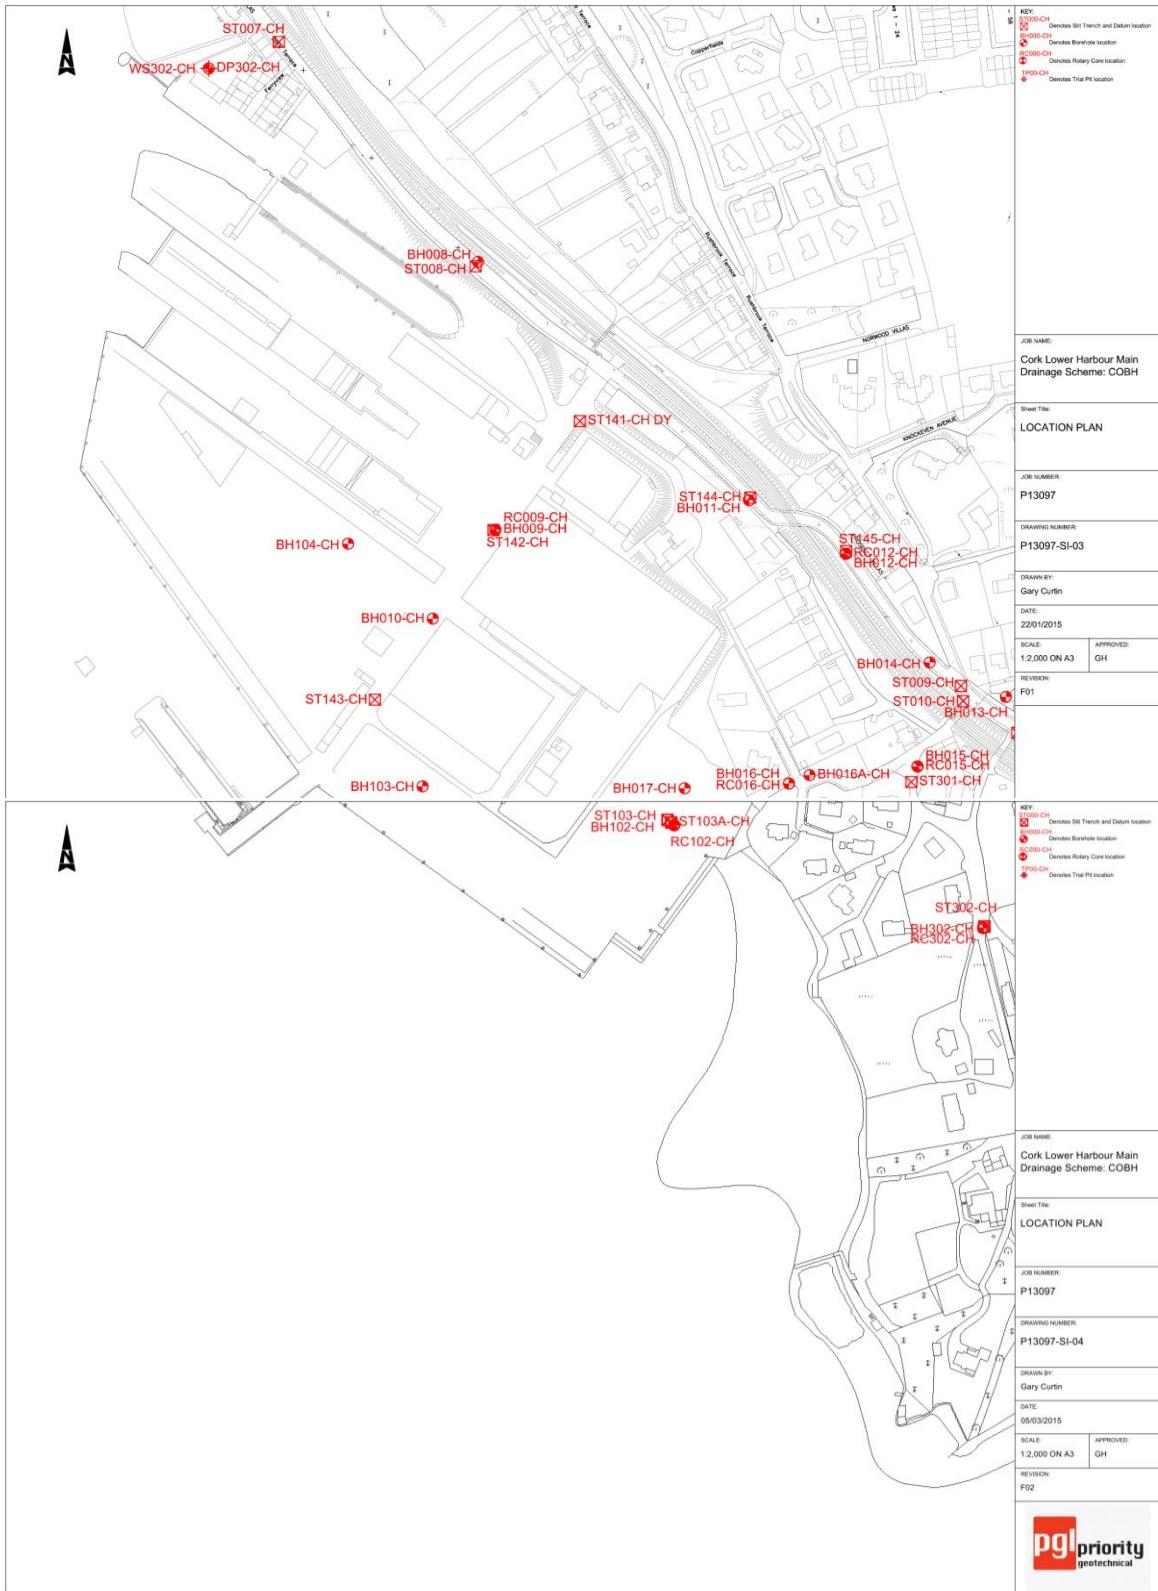 ST007-CH
WS302-CH
DP302-CH
Terrace
Ferryview
Terrace
Copperfields
es 1 - 24
- 58
BH008-CH
ST008-CH
Rushbrook Terrace
Rushbrook Terrace
NORWOOD VILLAS
KNOCKEVEN AVENUE
ST141-CH DY
ST144-CH
BH011-CH
RC009-CH
BH009-CH
ST142-CH
BH104-CH
ST145-CH
RC012-CH
BH012-CH
BH010-CH
BH014-CH
ST009-CH
ST143-CH
ST010-CH
BH013-CH
BH015-CH
RC015-CH
BH016-CH
BH016A-CH
RC016-CH
ST301-CH
BH103-CH
BH017-CH
KEY:
ST000-CH
Denotes Slit Trench and Datum location
BH000-CH
Denotes Borehole location
RC000-CH
Denotes Rotary Core location
TP00-CH
Denotes Trial Pit location
JOB NAME:
Cork Lower Harbour Main
Drainage Scheme: COBH
Sheet Title:
LOCATION PLAN
JOB NUMBER:
P13097
DRAWING NUMBER:
P13097-SI-03
DRAWN BY:
Gary Curtin
DATE:
22/01/2015
SCALE:
1:2,000 ON A3
APPROVED:
GH
REVISION:
F01
N
N
ST103-CH
ST103A-CH
BH102-CH
RC102-CH
ST302-CH
BH302-CH
RC302-CH
KEY:
ST000-CH
Denotes Slit Trench and Datum location
BH000-CH
Denotes Borehole location
RC000-CH
Denotes Rotary Core location
TP00-CH
Denotes Trial Pit location
JOB NAME:
Cork Lower Harbour Main
Drainage Scheme: COBH
Sheet Title:
LOCATION PLAN
JOB NUMBER:
P13097
DRAWING NUMBER:
P13097-SI-04
DRAWN BY:
Gary Curtin
DATE:
05/03/2015
SCALE:
1:2,000 ON A3
APPROVED:
GH
REVISION:
F02
pgl priority
geotechnical